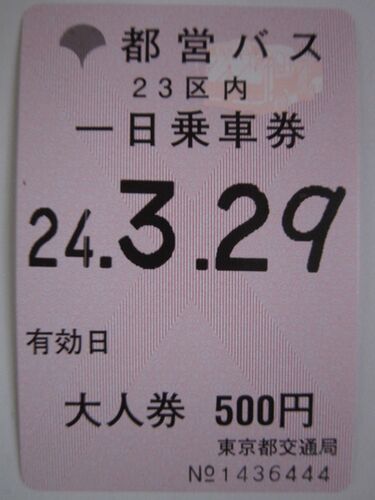 都営バス
23区内
一日乗車券
24.3.29
有効日
大人券 500円
東京都交通局
№1436444